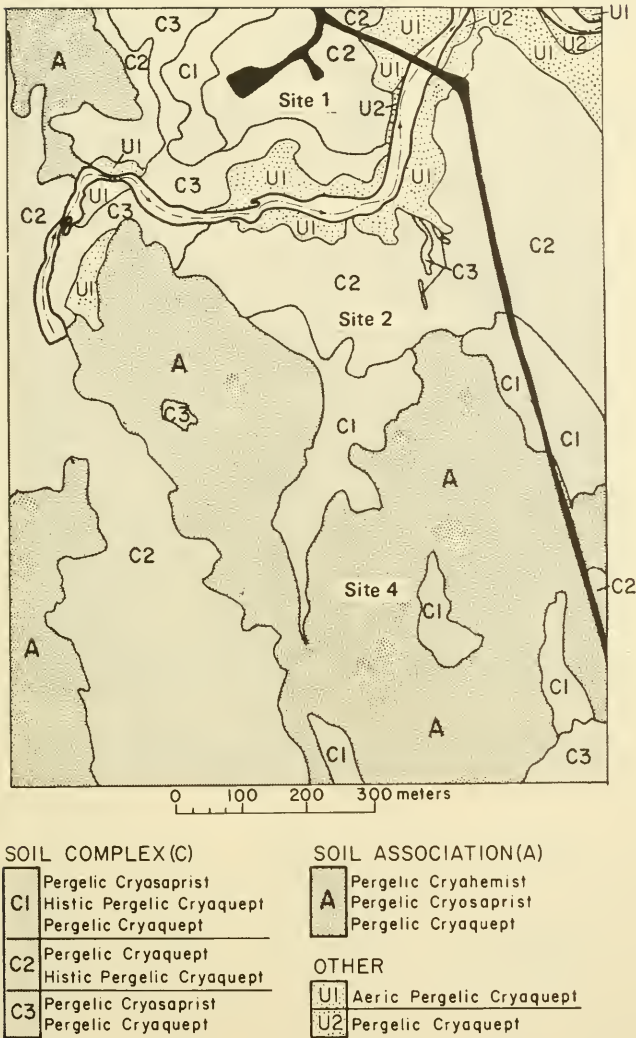 C3
C2
U1
U2
U1
A
C2
C1
C2
U1
U2
Site 1
U2
U1
U1
C3
U1
U1
C2
U1
C3
U1
C2
C2
C3
U1
Site 2
A
C1
C3
C1
C1
A
C2
Site 4
C1
C2
A
C1
A
C1
C3
0 100 200 300 meters
SOIL COMPLEX (C)
C1
Pergelic Cryosaprist
Histic Pergelic Cryaquept
Pergelic Cryaquept
C2
Pergelic Cryaquept
Histic Pergelic Cryaquept
C3
Pergelic Cryosaprist
Pergelic Cryaquept
SOIL ASSOCIATION (A)
A
Pergelic Cryahemist
Pergelic Cryosaprist
Pergelic Cryaquept
OTHER
U1 Aeric Pergelic Cryaquept
U2 Pergelic Cryaquept